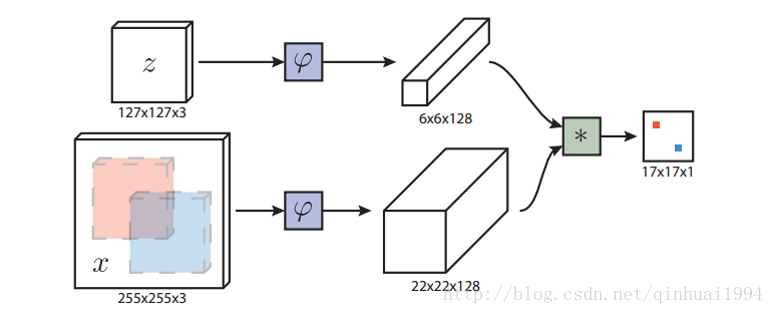 z
φ
127x127x3
6x6x128
*
17x17x1
x
φ
255x255x3
22x22x128
http://blog.csdn.net/qinhuai1994